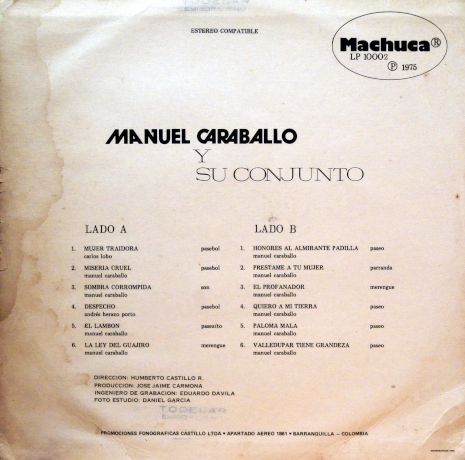 ESTEREO COMPATIBLE
Machuca®
LP 10002
Ⓟ 1975
MANUEL CARABALLO
Y
SU CONJUNTO
LADO A
1. MUJER TRAIDORA pasebol
carlos lobo
2. MISERIA CRUEL pasebol
manuel caraballo
3. SOMBRA CORROMPIDA son
manuel caraballo
4. DESPECHO pasebol
andrés herazo porto
5. EL LAMBON paseaito
manuel caraballo
6. LA LEY DEL GUAJIRO merengue
manuel caraballo
LADO B
1. HONORES AL ALMIRANTE PADILLA paseo
manuel caraballo
2. PRESTAME A TU MUJER parranda
manuel caraballo
3. EL PROFANADOR merengue
manuel caraballo
4. QUIERO A MI TIERRA paseo
manuel caraballo
5. PALOMA MALA paseo
manuel caraballo
6. VALLEDUPAR TIENE GRANDEZA paseo
manuel caraballo
DIRECCION: HUMBERTO CASTILLO R.
PRODUCCION: JOSE JAIME CARMONA
INGENIERO DE GRABACION: EDUARDO DAVILA
FOTO ESTUDIO: DANIEL GARCIA
TODELAR
PROMOCIONES FONOGRAFICAS CASTILLO LTDA • APARTADO AEREO 1861 • BARRANQUILLA - COLOMBIA